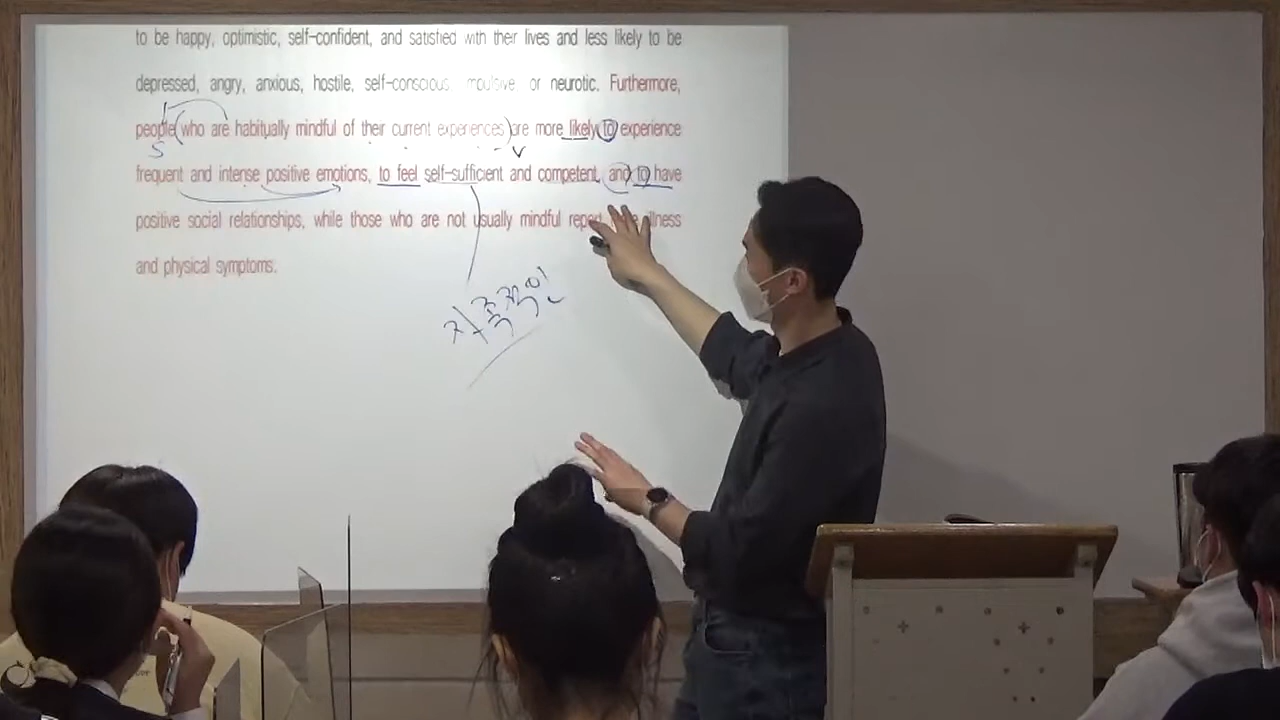 to be happy, optimistic, self-confident, and satisfied with their lives and less likely to be
depressed, angry, anxious, hostile, self-conscious, impulsive or neurotic. Furthermore,
people (who are habitually mindful of their current experiences) are more likely to experience
S
V
frequent and intense positive emotions, to feel self-sufficient and competent, and to have
positive social relationships, while those who are not usually mindful report illness
and physical symptoms.
자족적인